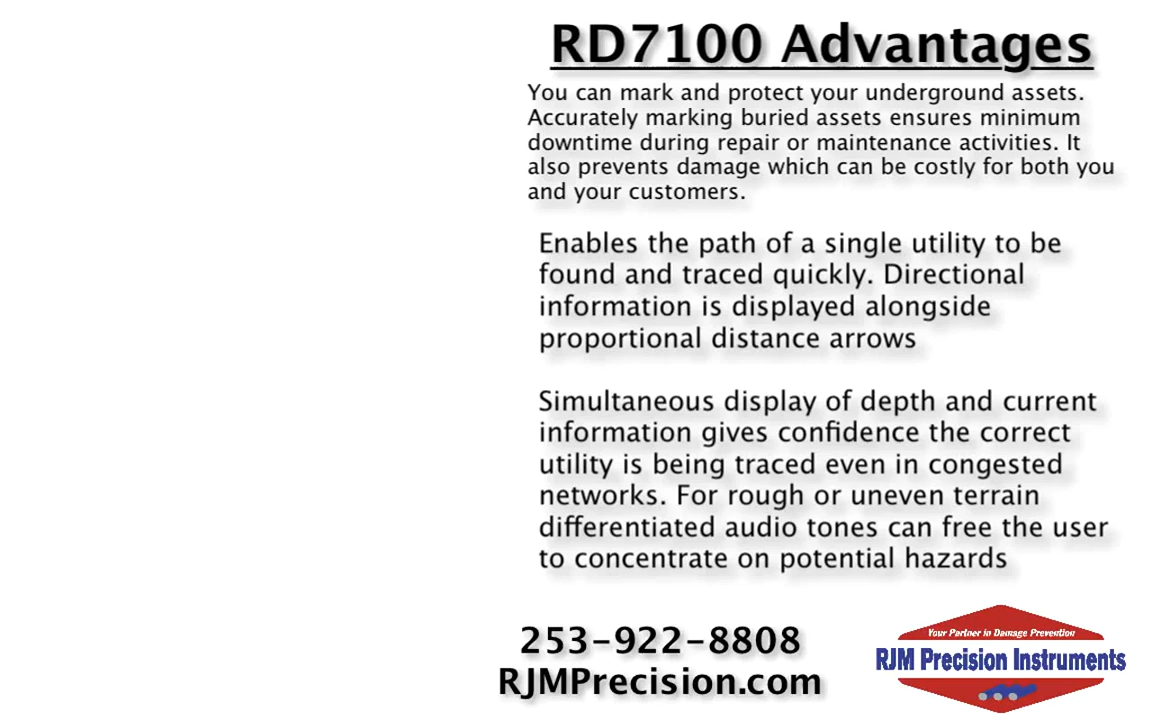 RD7100 Advantages
You can mark and protect your underground assets.
Accurately marking buried assets ensures minimum
downtime during repair or maintenance activities. It
also prevents damage which can be costly for both you
and your customers.
Enables the path of a single utility to be
found and traced quickly. Directional
information is displayed alongside
proportional distance arrows
Simultaneous display of depth and current
information gives confidence the correct
utility is being traced even in congested
networks. For rough or uneven terrain
differentiated audio tones can free the user
to concentrate on potential hazards
253-922-8808
RJMPrecision.com
Your Partner in Damage Prevention
RJM Precision Instruments